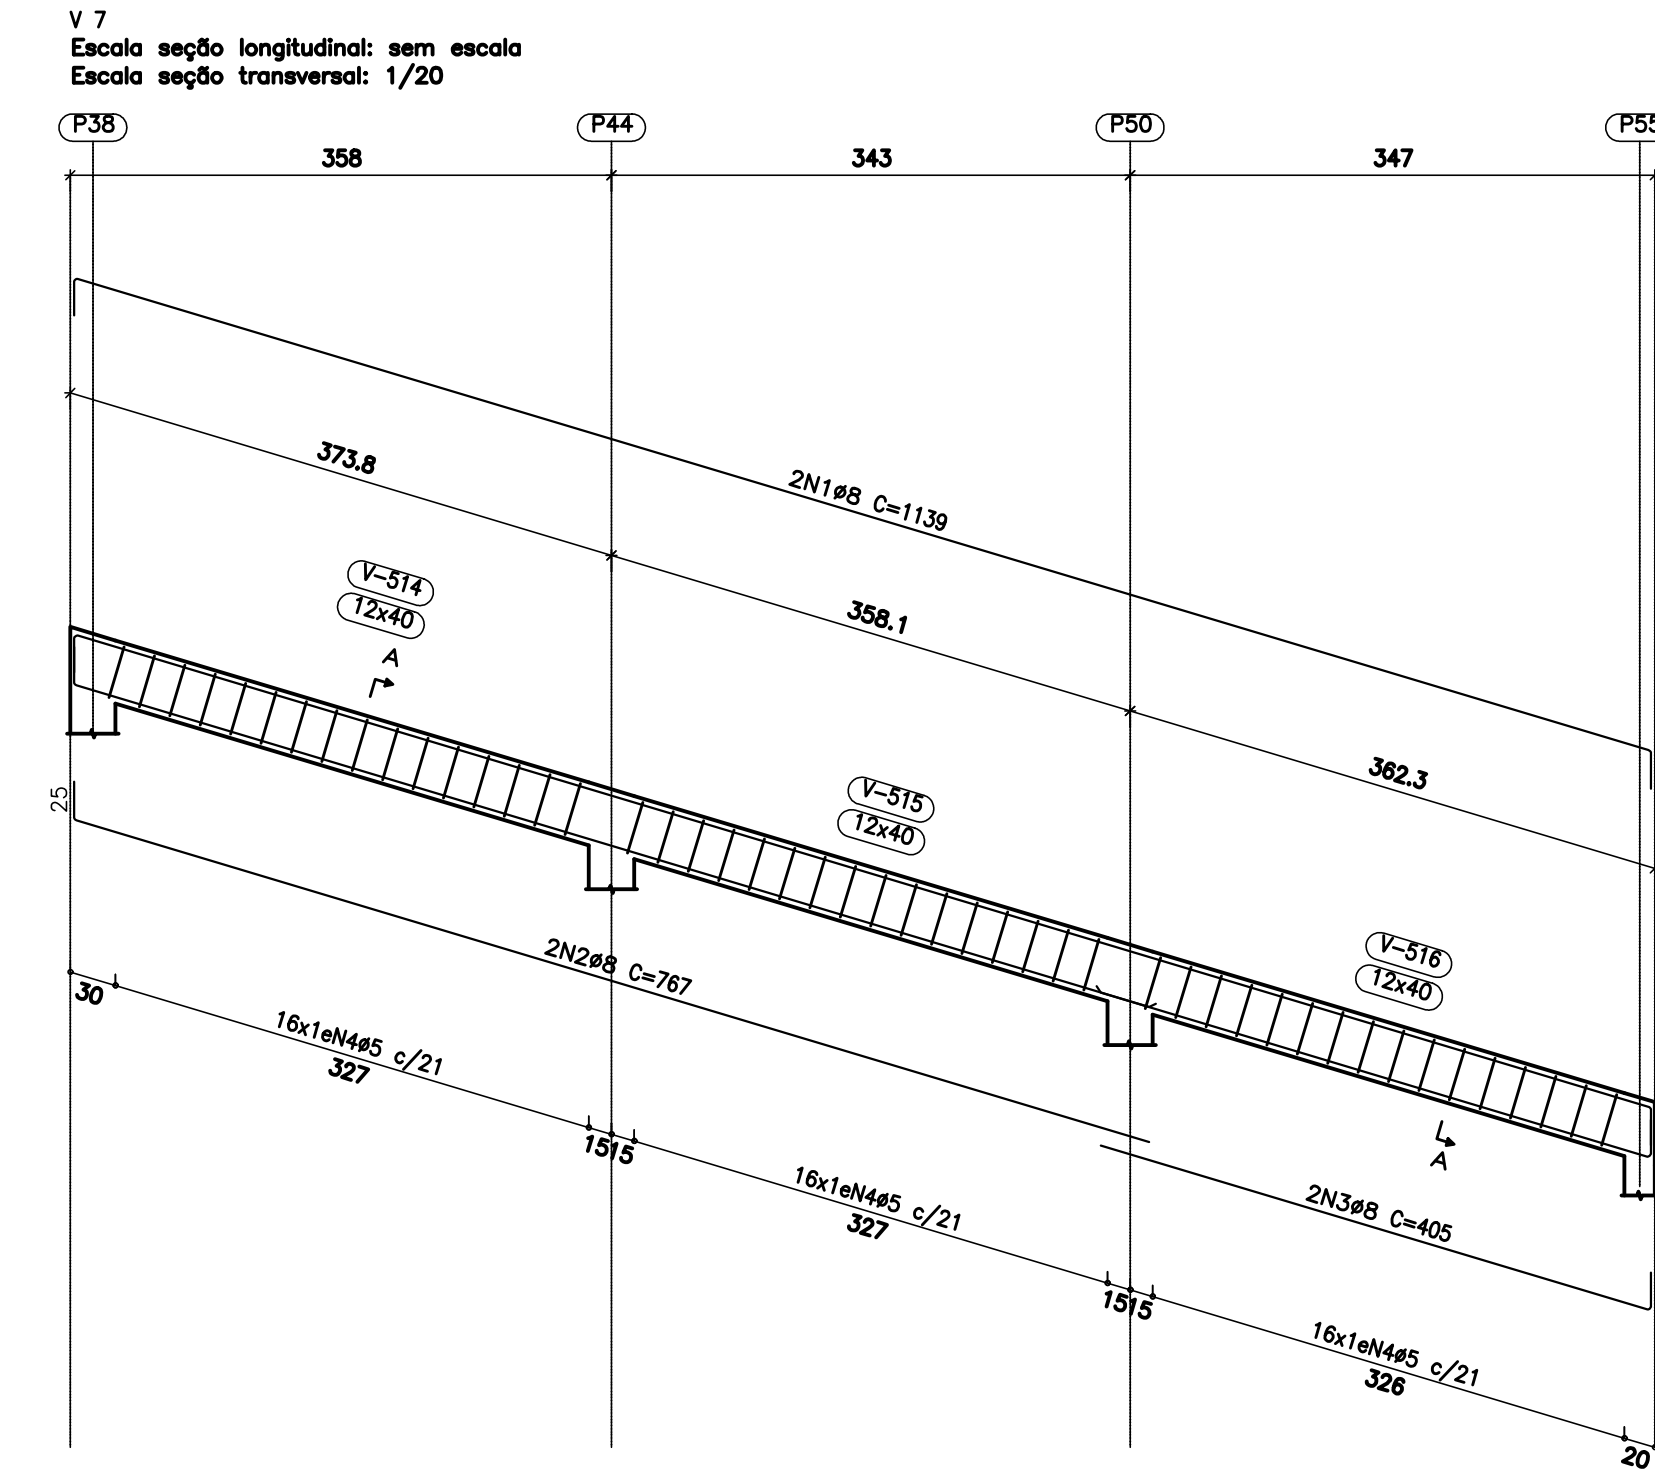 V 7
Escala seção longitudinal: sem escala
Escala seção transversal: 1/20
P38
P44
P50
358
343
347
373.8
2N1ø8 C=1139
V-514
12x40
358.1
A
362.3
V-515
12x40
25
V-516
12x40
2N2ø8 C=767
30
16x1eN4ø5 c/21
327
1515
A
16x1eN4ø5 c/21
327
2N3ø8 C=405
1515
16x1eN4ø5 c/21
326
20